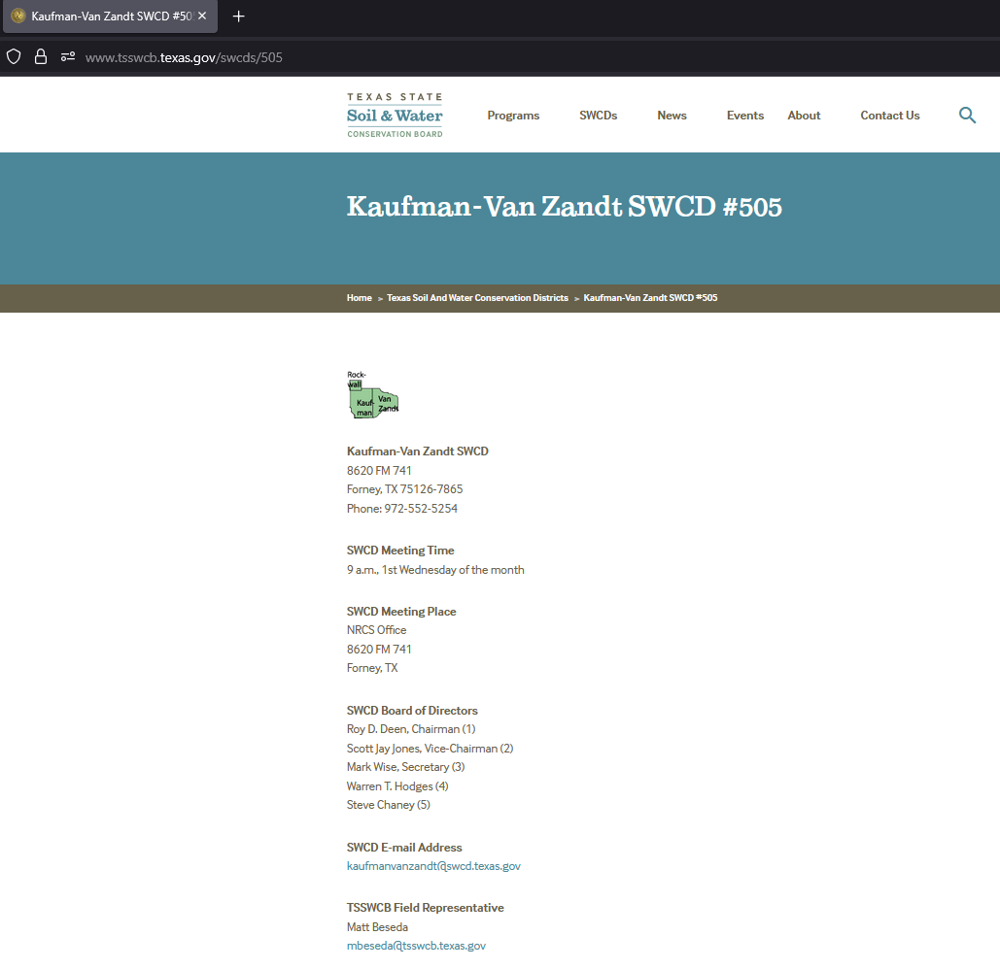 Kaufman-Van Zandt SWCD #50
www.tsswcb.texas.gov/swcds/505
TEXAS STATE
Soil & Water
CONSERVATION BOARD
Programs SWCDs News Events About Contact Us
Kaufman-Van Zandt SWCD #505
Home > Texas Soil And Water Conservation Districts > Kaufman-Van Zandt SWCD #505
Rock-
wall
Kauf-
man
Van
Zandt
Kaufman-Van Zandt SWCD
8620 FM 741
Forney, TX 75126-7865
Phone: 972-552-5254
SWCD Meeting Time
9 a.m., 1st Wednesday of the month
SWCD Meeting Place
NRCS Office
8620 FM 741
Forney, TX
SWCD Board of Directors
Roy D. Deen, Chairman (1)
Scott Jay Jones, Vice-Chairman (2)
Mark Wise, Secretary (3)
Warren T. Hodges (4)
Steve Chaney (5)
SWCD E-mail Address
kaufmanvanzandt@swcd.texas.gov
TSSWCB Field Representative
Matt Beseda
mbeseda@tsswcb.texas.gov